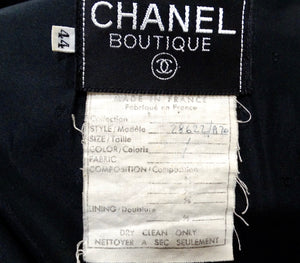 CHANEL
BOUTIQUE
44
MADE IN FRANCE
Fabriqué en France
Collection
STYLE/Modèle 28622/
SIZE/Taille
COLOR/Coloris
FABRIC
COMPOSITION/Composition
%
%
LINING/Doublure
DRY CLEAN ONLY
NETTOYER A SEC SEULEMENT